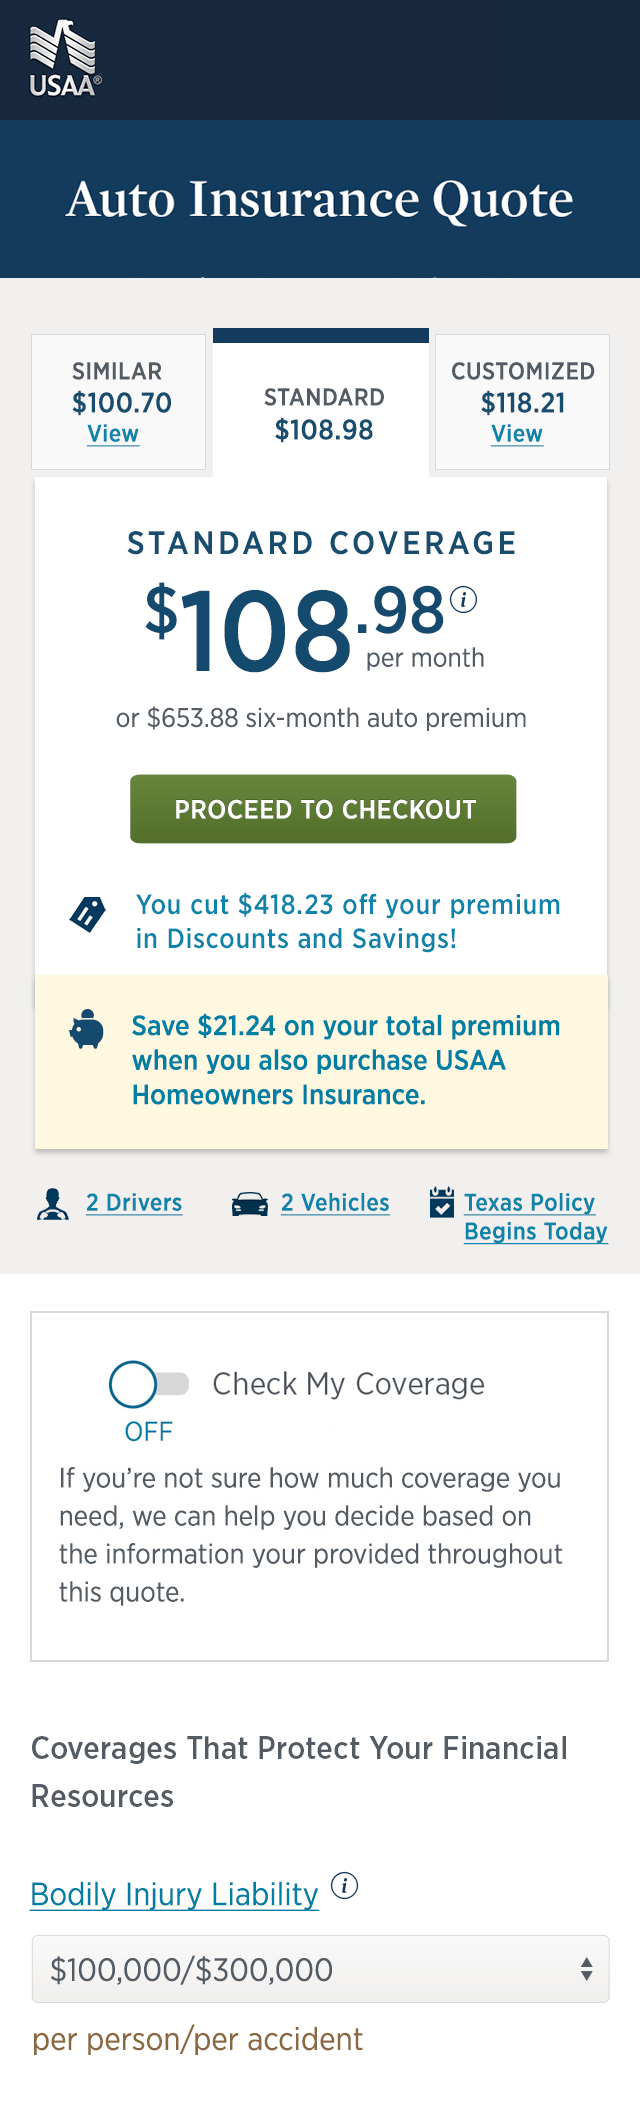 USAA®
Auto Insurance Quote
SIMILAR
$100.70
View
STANDARD
$108.98
CUSTOMIZED
$118.21
View
STANDARD COVERAGE
$108.98 i
per month
or $653.88 six-month auto premium
PROCEED TO CHECKOUT
You cut $418.23 off your premium
in Discounts and Savings!
Save $21.24 on your total premium
when you also purchase USAA
Homeowners Insurance.
2 Drivers
2 Vehicles
Texas Policy
Begins Today
Check My Coverage
OFF
If you’re not sure how much coverage you
need, we can help you decide based on
the information your provided throughout
this quote.
Coverages That Protect Your Financial
Resources
Bodily Injury Liability i
$100,000/$300,000
per person/per accident